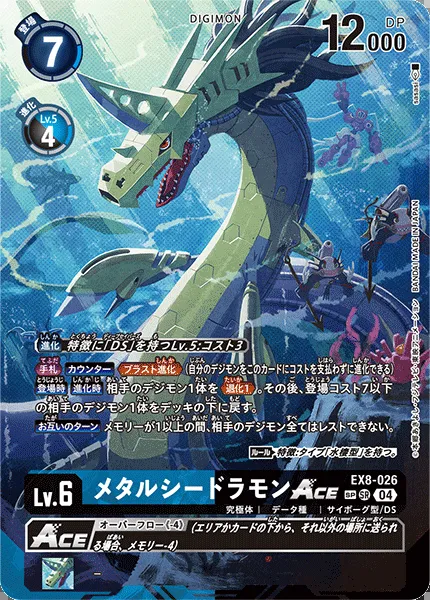 登場
7
DIGIMON
DP
12000
進化
Lv.5
4
進化 特徴に「DS」を持つLv.5:コスト3
手札 カウンター ブラスト進化 (自分のデジモンをこのカードにコストを支払わずに進化できる)
登場時 進化時 相手のデジモン1体を 退化1 。その後、登場コスト7以下
の相手のデジモン1体をデッキの下に戻す。
お互いのターン メモリーが1以上の間、相手のデジモン全てはレストできない。
ルール 特徴:タイプ「水棲型」を持つ。
BANDAI MADE IN JAPAN
EX8-026
Lv.6 メタルシードラモン ACE SR 04
究極体 データ種 サイボーグ型/DS
ACE オーバーフロー《-4》 (エリアかカードの下から、それ以外の場所に送られ
る場合、メモリー-4)